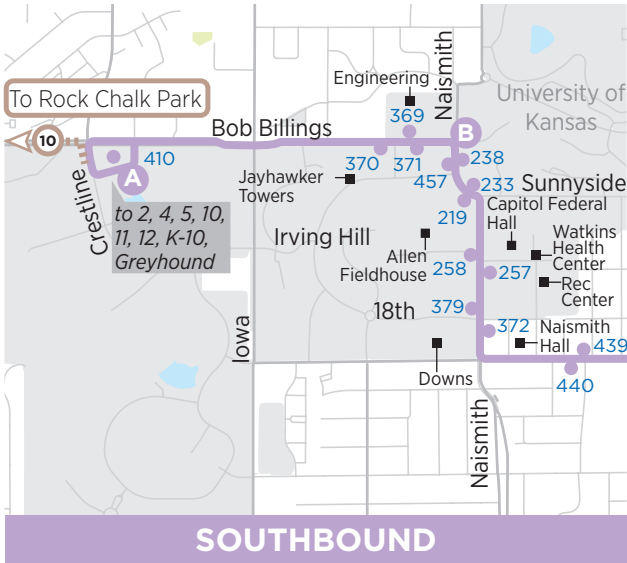 Engineering
Naismith
To Rock Chalk Park
369
University of
Kansas
10
Bob Billings
B
410
370
371
238
A
Jayhawker
Towers
457
233
Sunnyside
Crestline
to 2, 4, 5, 10,
11, 12, K-10,
Greyhound
219
Capitol Federal
Hall
Irving Hill
Watkins
Health
Center
Allen
Fieldhouse
258
257
Rec
Center
18th
379
Iowa
372
Naismith
Hall
439
Downs
440
Naismith
SOUTHBOUND